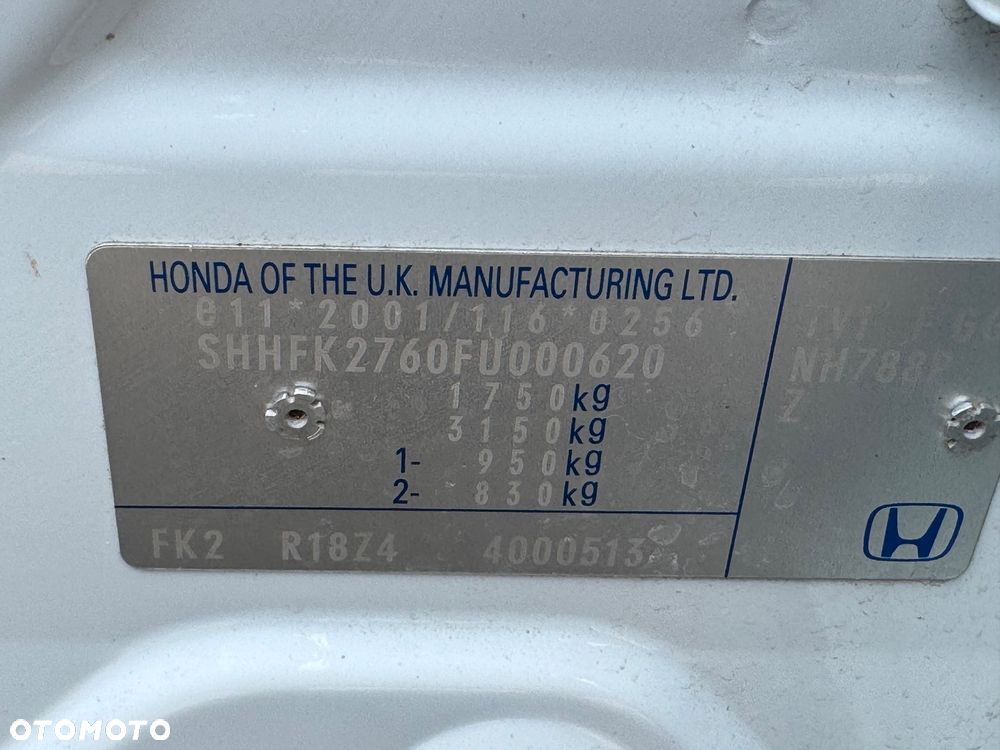 HONDA OF THE U.K. MANUFACTURING LTD.
e11*2001/116*0256
SHHFK2760FU000620
1750kg
3150kg
1- 950kg
2- 830kg
FK2 R18Z4 4000513
Z
OTOMOTO